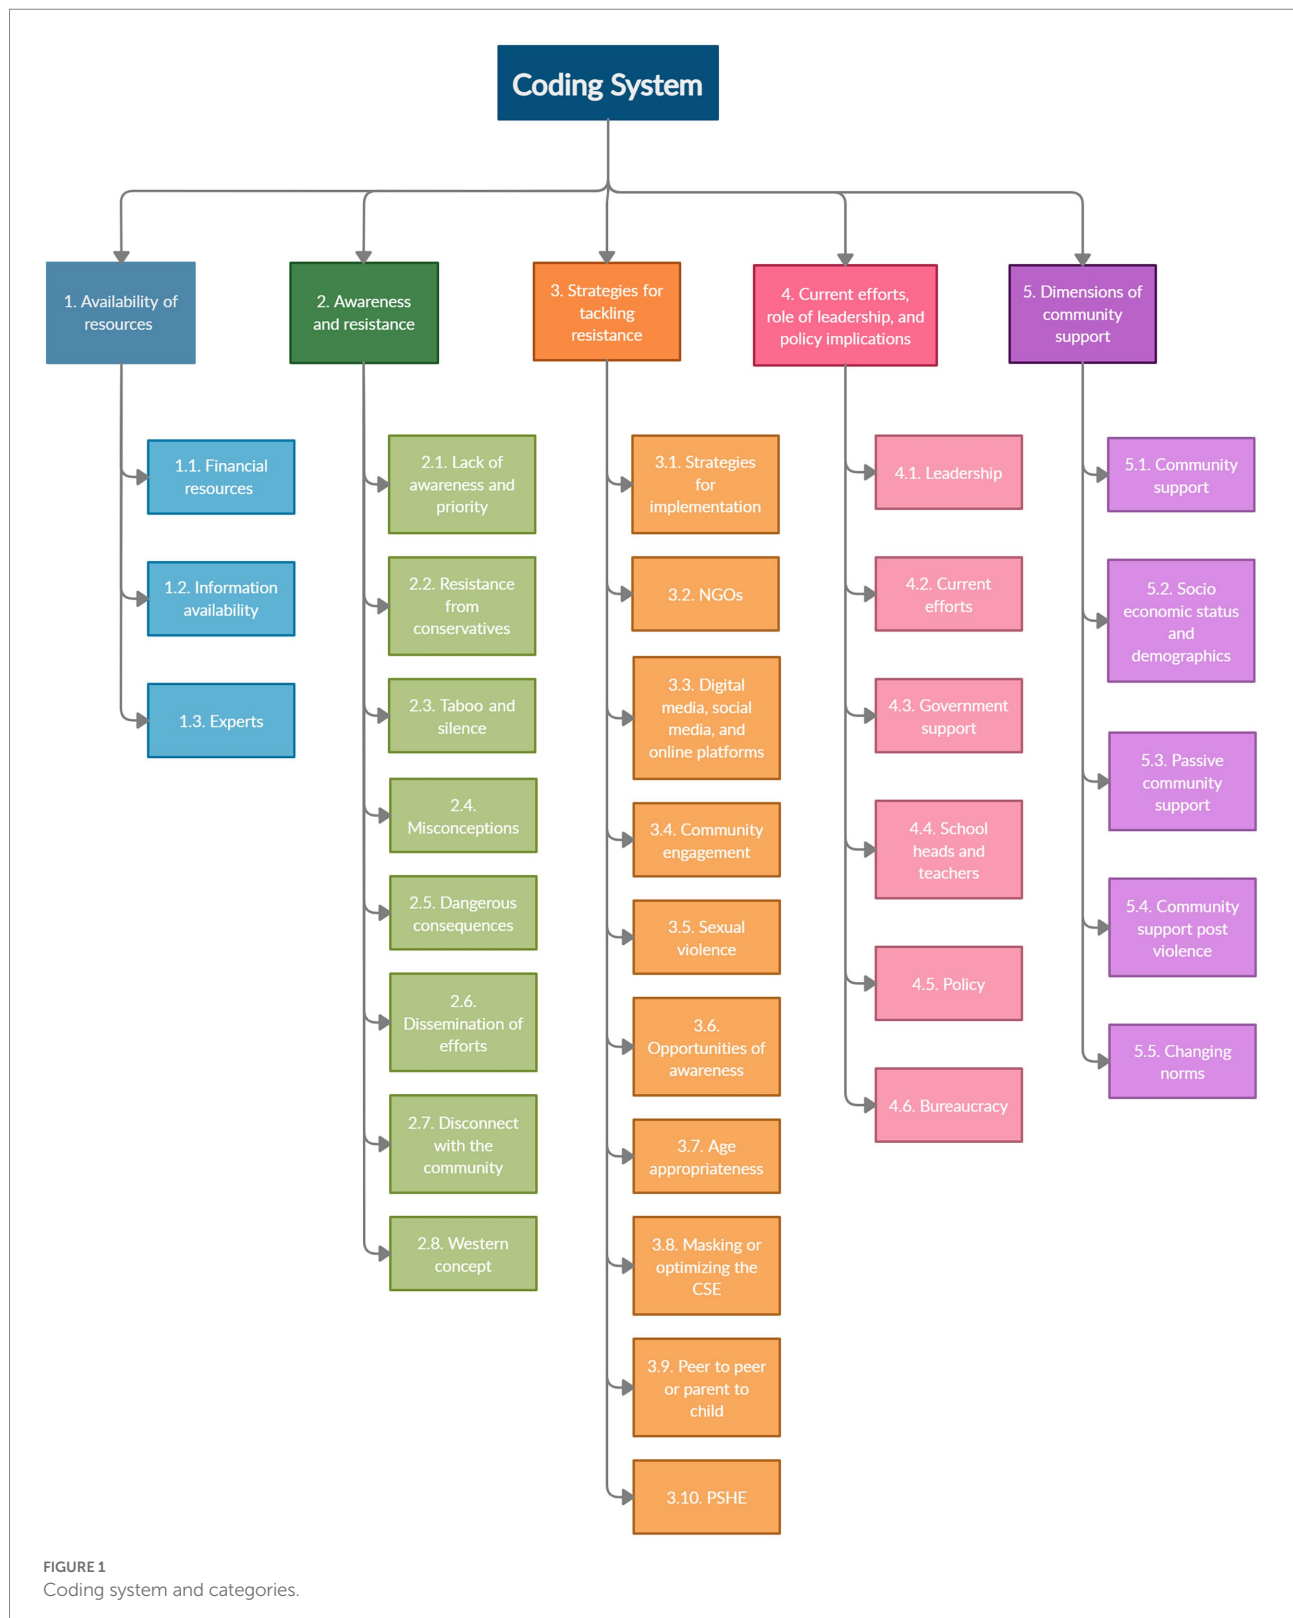 Coding System
1. Availability of
resources
2. Awareness
and resistance
3. Strategies for
tackling
resistance
4. Current efforts,
role of leadership, and
policy implications
5. Dimensions of
community
support
1.1. Financial
resources
1.2. Information
availability
1.3. Experts
2.1. Lack of
awareness and
priority
2.2. Resistance
from
conservatives
2.3. Taboo and
silence
2.4.
Misconceptions
2.5. Dangerous
consequences
2.6.
Dissemination of
efforts
2.7. Disconnect
with the
community
2.8. Western
concept
3.1. Strategies
for
implementation
3.2. NGOs
3.3. Digital
media, social
media, and
online platforms
3.4. Community
engagement
3.5. Sexual
violence
3.6.
Opportunities of
awareness
3.7. Age
appropriateness
3.8. Masking or
optimizing the
CSE
3.9. Peer to peer
or parent to
child
3.10. PSHE
4.1. Leadership
4.2. Current
efforts
4.3. Government
support
4.4. School
heads and
teachers
4.5. Policy
4.6. Bureaucracy
5.1. Community
support
5.2. Socio
economic status
and
demographics
5.3. Passive
community
support
5.4. Community
support post
violence
5.5. Changing
norms
FIGURE 1
Coding system and categories.